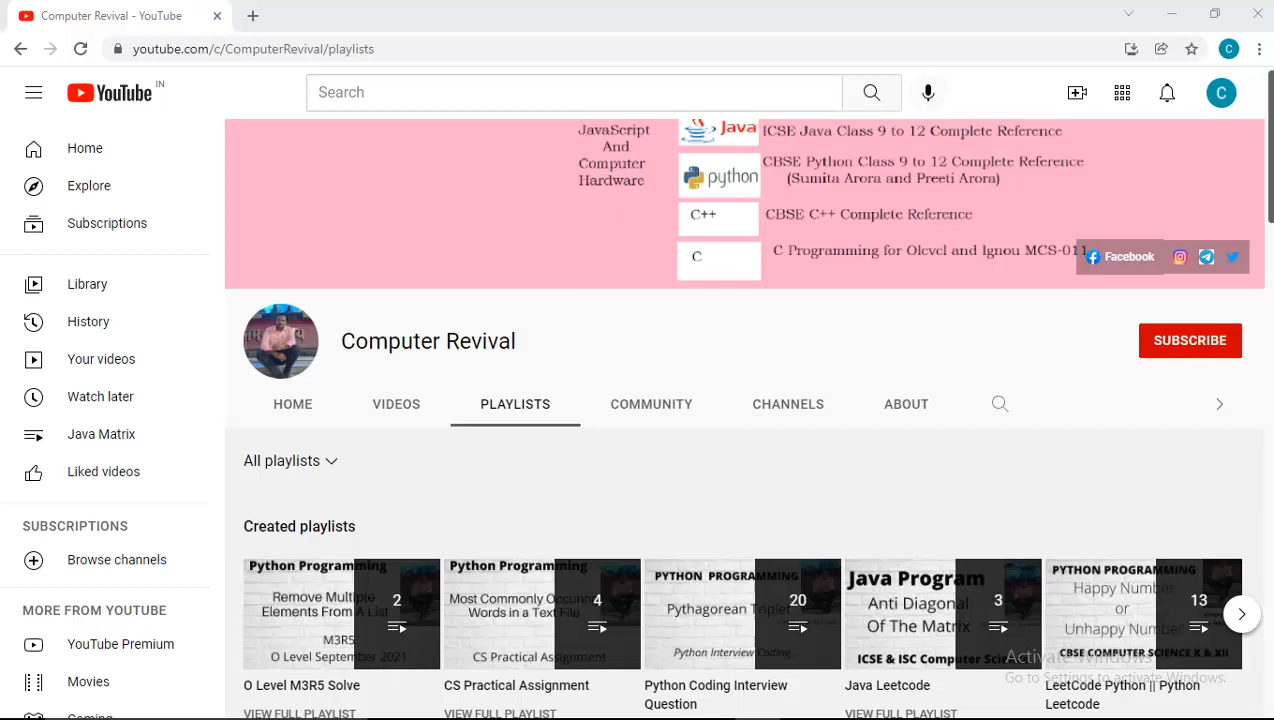 Computer Revival - YouTube
youtube.com/c/ComputerRevival/playlists
C
YouTube IN
Search
C
Home
Explore
Subscriptions
Library
History
Your videos
Watch later
Java Matrix
Liked videos
SUBSCRIPTIONS
Browse channels
MORE FROM YOUTUBE
YouTube Premium
Movies
Gaming
JavaScript
And
Computer
Hardware
Java ICSE Java Class 9 to 12 Complete Reference
python CBSE Python Class 9 to 12 Complete Reference
(Sumita Arora and Preeti Arora)
C++ CBSE C++ Complete Reference
C C Programming for Olevel and Ignou MCS-011
Facebook
Computer Revival
SUBSCRIBE
HOME VIDEOS PLAYLISTS COMMUNITY CHANNELS ABOUT
All playlists
Created playlists
Python Programming
Remove Multiple
Elements From A List
M3R5
O Level September 2021
2
O Level M3R5 Solve
VIEW FULL PLAYLIST
Python Programming
Most Commonly Occuring
Words in a Text File
CS Practical Assignment
4
CS Practical Assignment
VIEW FULL PLAYLIST
PYTHON PROGRAMMING
Pythagorean Triplet
Python Interview Coding
20
Python Coding Interview
Question
Java Program
Anti Diagonal
Of The Matrix
ICSE & ISC Computer
3
Java Leetcode
VIEW FULL PLAYLIST
PYTHON PROGRAMMING
Happy Number
or
Unhappy Number
CBSE COMPUTER SCIENCE X & XII
13
LeetCode Python || Python
Leetcode
Activate Windows
Go to Settings to activate Windows.